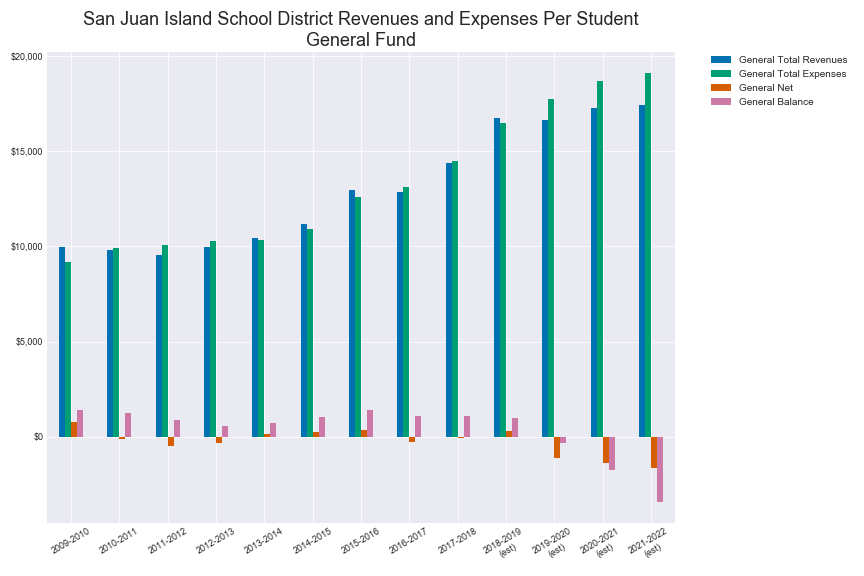 San Juan Island School District Revenues and Expenses Per Student
General Fund
General Total Revenues
General Total Expenses
General Net
General Balance
$20,000
$15,000
$10,000
$5,000
$0
2009-2010
2010-2011
2011-2012
2012-2013
2013-2014
2014-2015
2015-2016
2016-2017
2017-2018
2018-2019
(est)
2019-2020
(est)
2020-2021
(est)
2021-2022
(est)